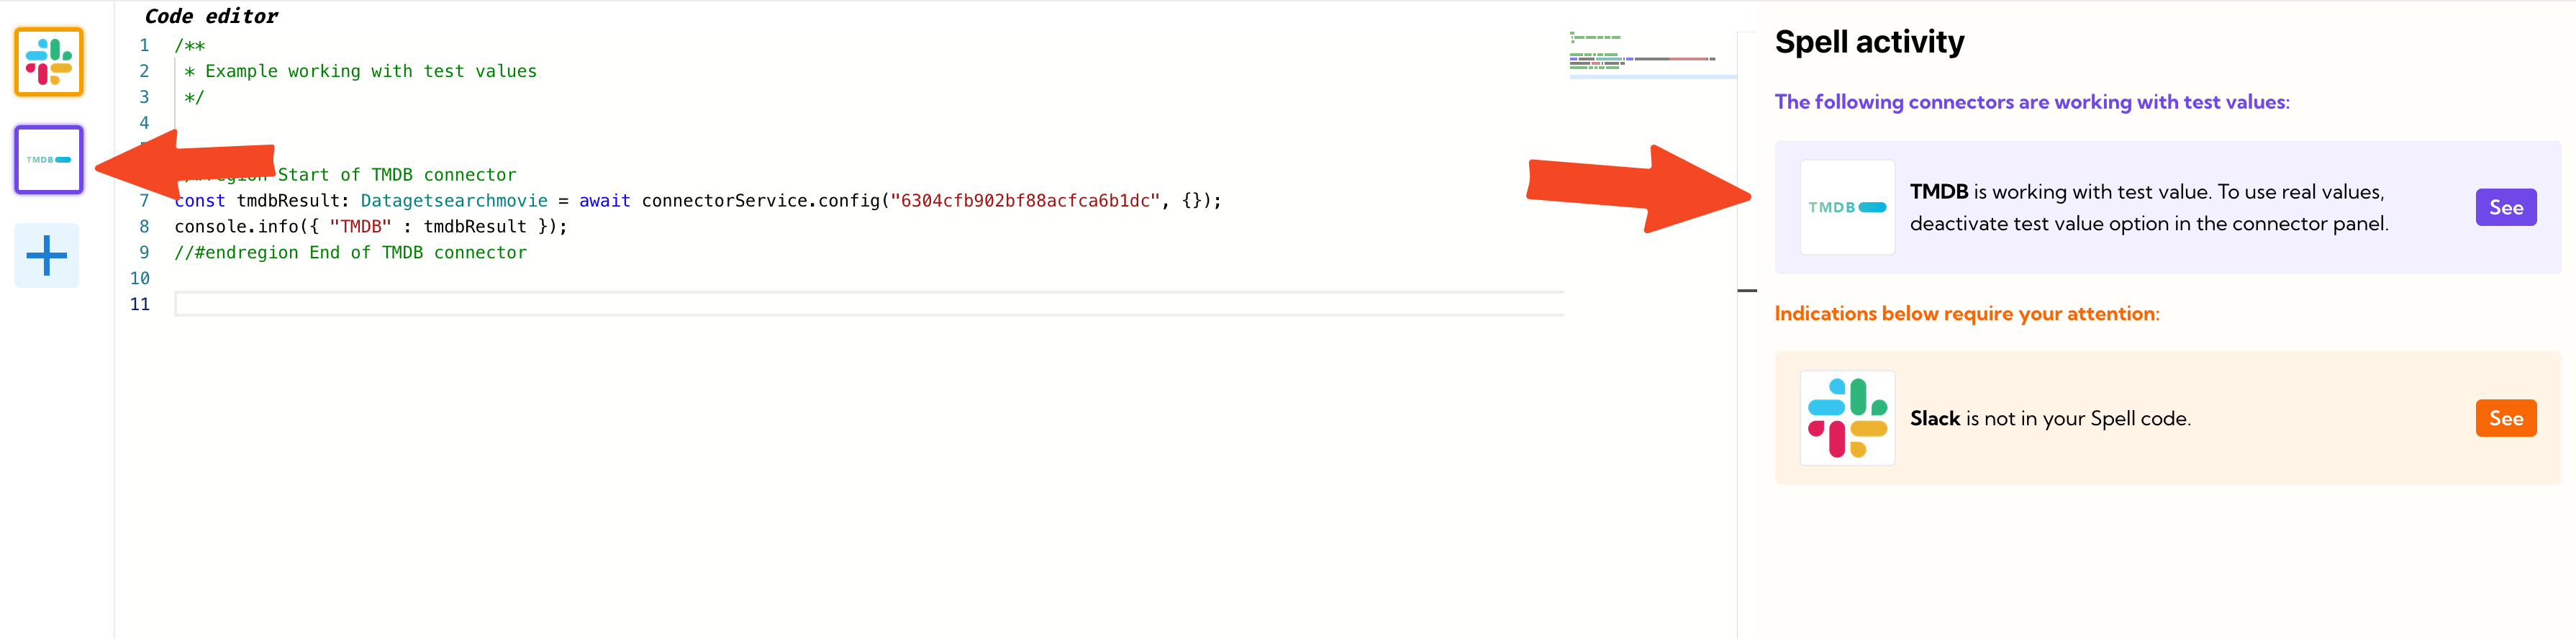 Code editor
TMDB
1 /**
2 * Example working with test values
3 */
4
region Start of TMDB connector
7 const tmdbResult: Datagetsearchmovie = await connectorService.config("6304cfb902bf88acfca6b1dc", {});
8 console.info({ "TMDB" : tmdbResult });
9 //#endregion End of TMDB connector
10
11
Spell activity
The following connectors are working with test values:
TMDB
TMDB is working with test value. To use real values,
deactivate test value option in the connector panel.
See
Indications below require your attention:
Slack is not in your Spell code.
See